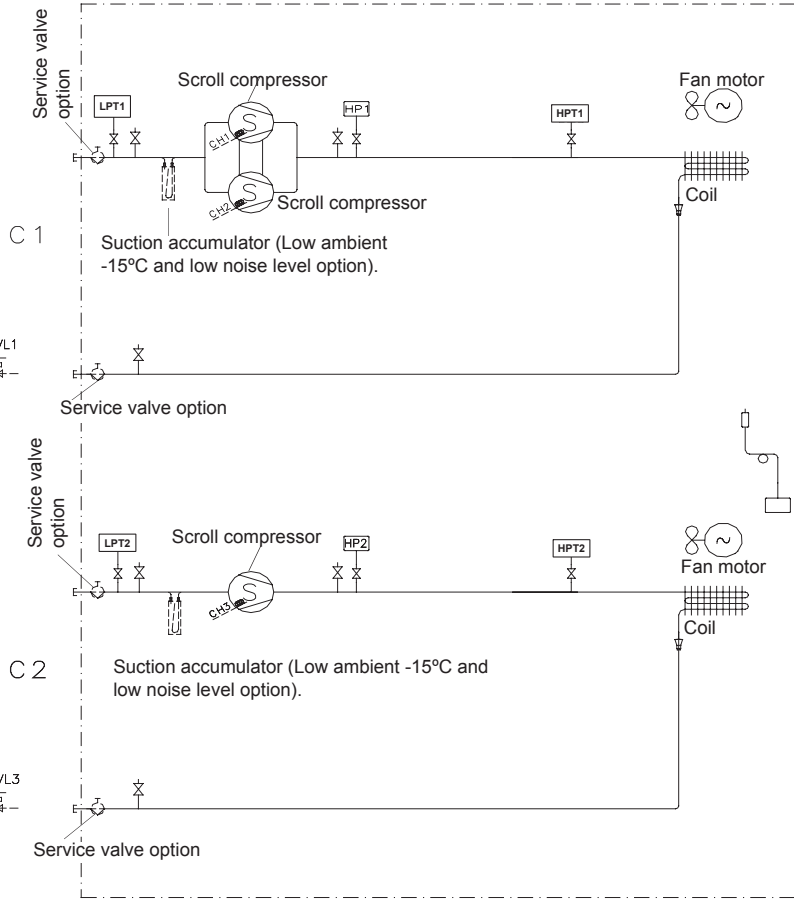 Service valve
option
LPT1
Scroll compressor
HP1
HPT1
Fan motor
S
CH1
S
CH2
Scroll compressor
~
Coil
C 1
Suction accumulator (Low ambient
-15ºC and low noise level option).
VL1
Service valve option
Service valve
option
LPT2
Scroll compressor
HP2
HPT2
~
Fan motor
S
CH3
Coil
C 2
Suction accumulator (Low ambient -15ºC and
low noise level option).
VL3
Service valve option